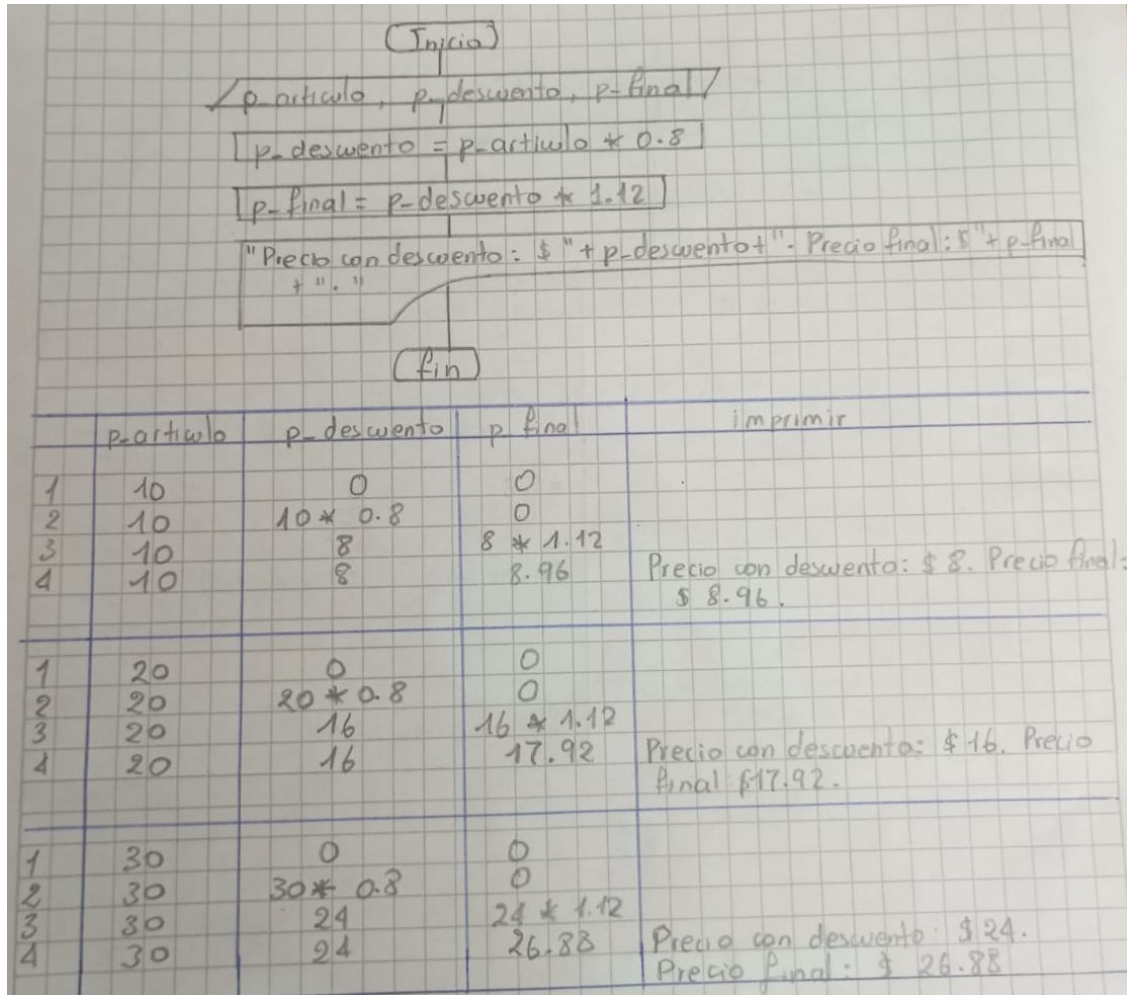 Inicio
p_articulo, p_descuento, p_final
p_descuento = p_articulo * 0.8
p_final = p_descuento * 1.12
"Precio con descuento: $ "+ p_descuento+". Precio final: $ "+ p_final
+ "."
fin
p_articulo p_descuento p_final imprimir
1 10 0 0
2 10 10 * 0.8 0
3 10 8 8 * 1.12
4 10 8 8.96 Precio con descuento: $ 8. Precio final:
$ 8.96.
1 20 0 0
2 20 20 * 0.8 0
3 20 16 16 * 1.12
4 20 16 17.92 Precio con descuento: $ 16. Precio
final: $17.92.
1 30 0 0
2 30 30 * 0.8 0
3 30 24 24 * 1.12
4 30 24 26.88 Precio con descuento: $ 24.
Precio final: $ 26.88